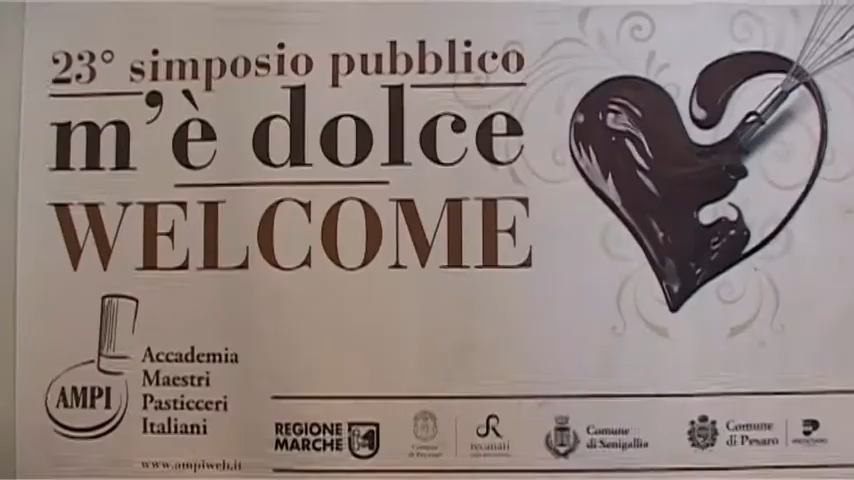 23° simposio pubblico
m'è dolce
WELCOME
AMPI
Accademia
Maestri
Pasticceri
Italiani
www.ampiweb.it
REGIONE
MARCHE
recanati
Comune
di Senigallia
Comune
di Pesaro